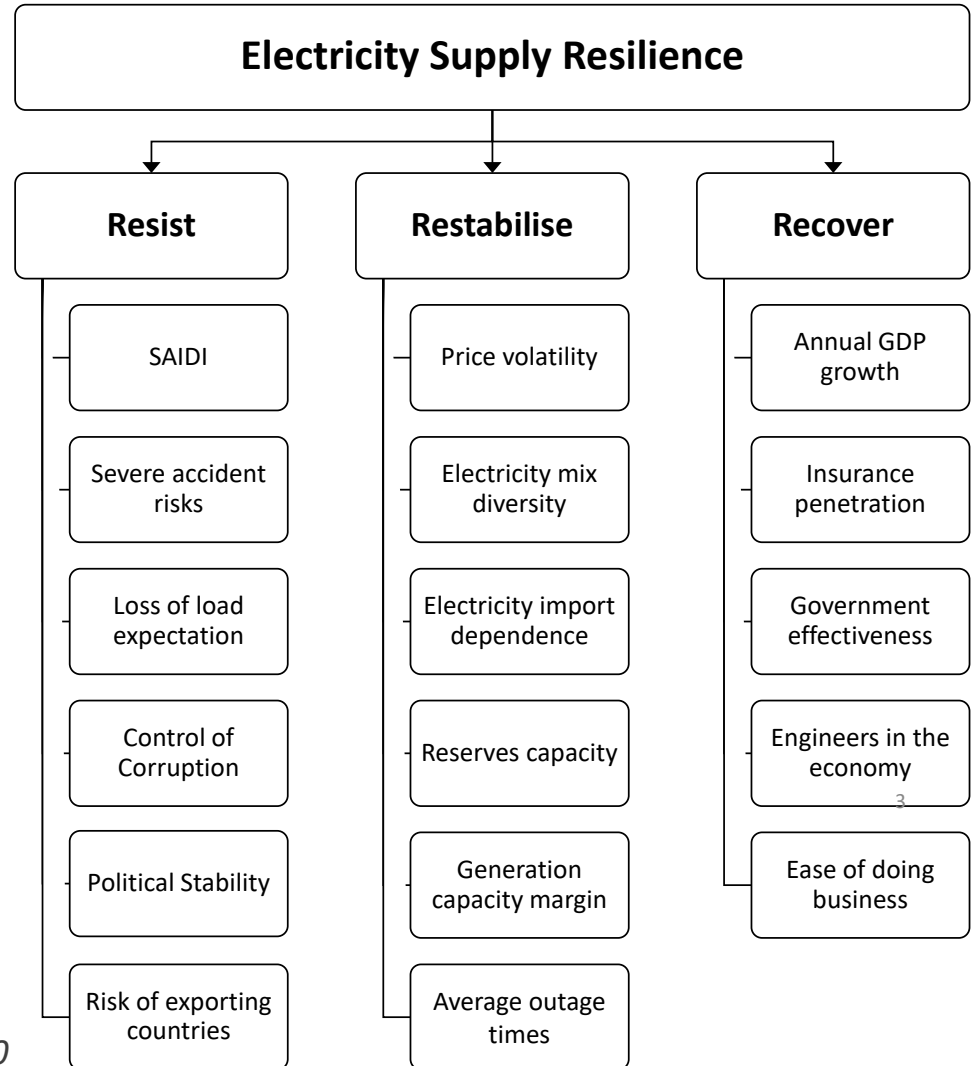 Electricity Supply Resilience
Resist
SAIDI
Severe accident
risks
Loss of load
expectation
Control of
Corruption
Political Stability
Risk of exporting
countries
Restabilise
Price volatility
Electricity mix
diversity
Electricity import
dependence
Reserves capacity
Generation
capacity margin
Average outage
times
Recover
Annual GDP
growth
Insurance
penetration
Government
effectiveness
Engineers in the
economy
3
Ease of doing
business